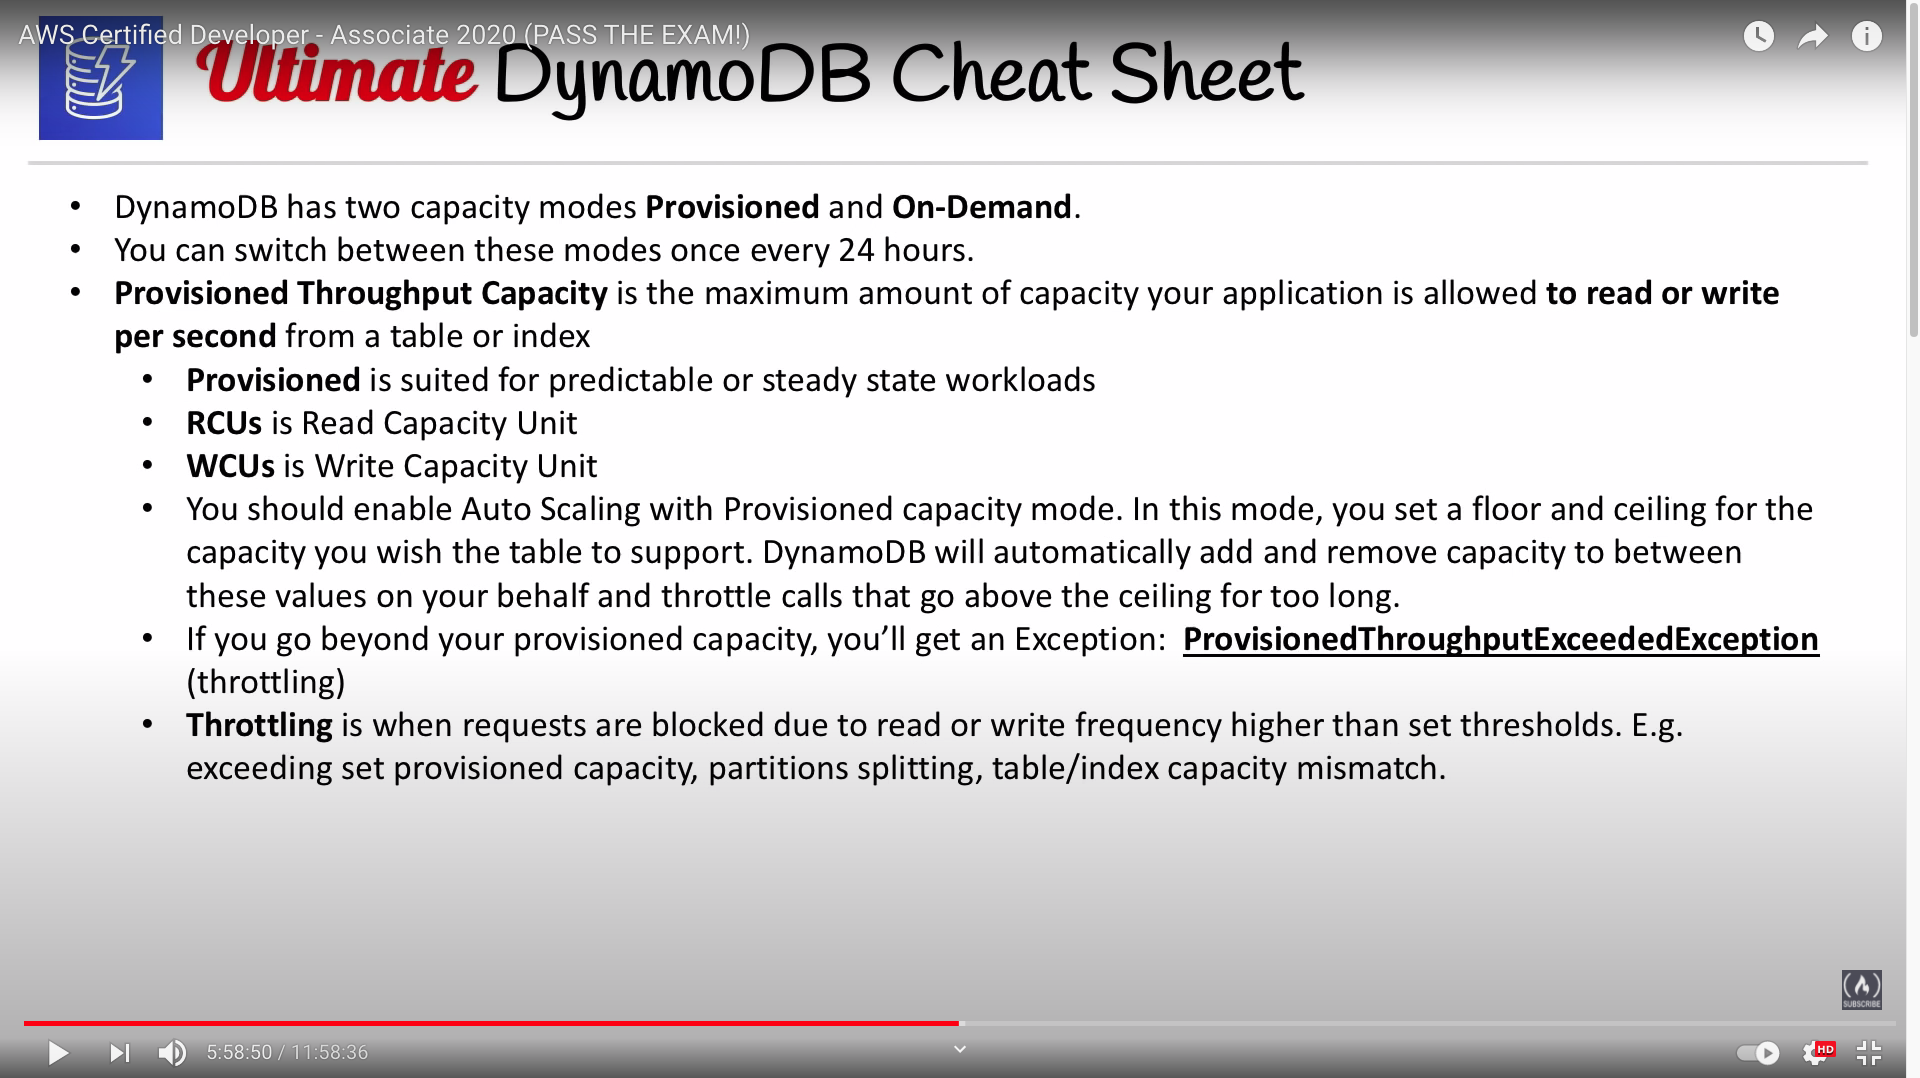 AWS Certified Developer - Associate 2020 (PASS THE EXAM!)
Ultimate DynamoDB Cheat Sheet
• DynamoDB has two capacity modes Provisioned and On-Demand.
• You can switch between these modes once every 24 hours.
• Provisioned Throughput Capacity is the maximum amount of capacity your application is allowed to read or write
per second from a table or index
• Provisioned is suited for predictable or steady state workloads
• RCUs is Read Capacity Unit
• WCUs is Write Capacity Unit
• You should enable Auto Scaling with Provisioned capacity mode. In this mode, you set a floor and ceiling for the
capacity you wish the table to support. DynamoDB will automatically add and remove capacity to between
these values on your behalf and throttle calls that go above the ceiling for too long.
• If you go beyond your provisioned capacity, you’ll get an Exception: ProvisionedThroughputExceededException
(throttling)
• Throttling is when requests are blocked due to read or write frequency higher than set thresholds. E.g.
exceeding set provisioned capacity, partitions splitting, table/index capacity mismatch.
SUBSCRIBE
5:58:50 / 11:58:36
HD